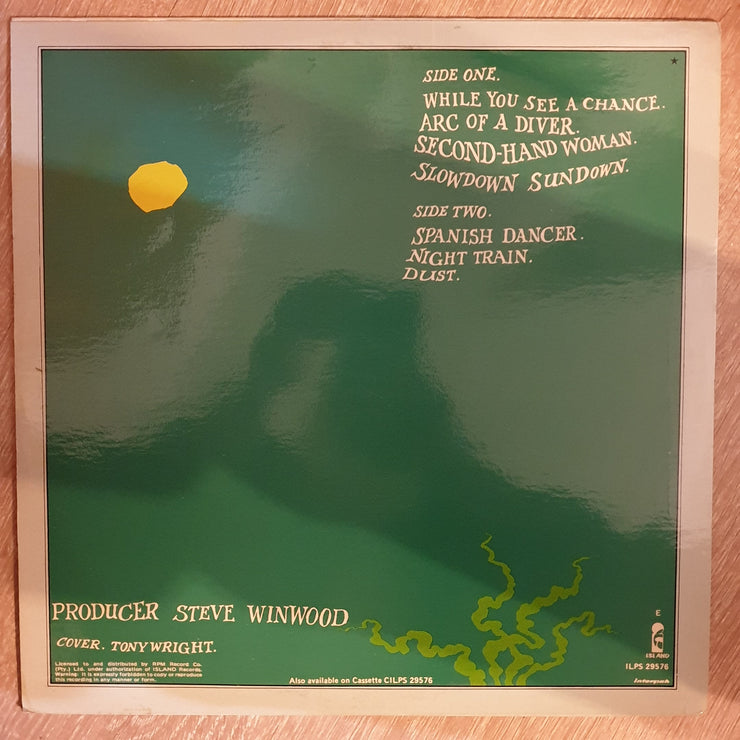 SIDE ONE.
WHILE YOU SEE A CHANCE.
ARC OF A DIVER.
SECOND-HAND WOMAN.
SLOWDOWN SUNDOWN.
SIDE TWO.
SPANISH DANCER.
NIGHT TRAIN.
DUST.
PRODUCER STEVE WINWOOD
COVER. TONY WRIGHT.
Licensed to and distributed by RPM Record Co.
(Pty.) Ltd. under authorization of ISLAND Records.
Warning: It is expressly forbidden to copy or reproduce
this recording in any manner or form.
Also available on Cassette CILPS 29576
E
ISLAND
ILPS 29576
Interpak